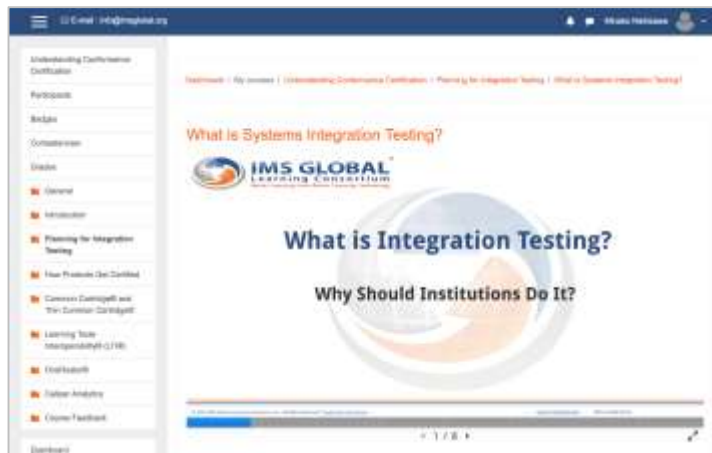 E-mail : info@imsglobal.org
Understanding Conformance
Certification
Participants
Badges
Competencies
Grades
General
Introduction
Planning for Integration
Testing
How Products Get Certified
Common Cartridge® and
Thin Common Cartridge®
Learning Tools
Interoperability® (LTI®)
OneRoster®
Caliper Analytics
Course Feedback
Dashboard
Dashboard / My courses / Understanding Conformance Certification / Planning for Integration Testing / What is Systems Integration Testing?
What is Systems Integration Testing?
IMS GLOBAL
Learning Consortium
What is Integration Testing?
Why Should Institutions Do It?
1 / 8